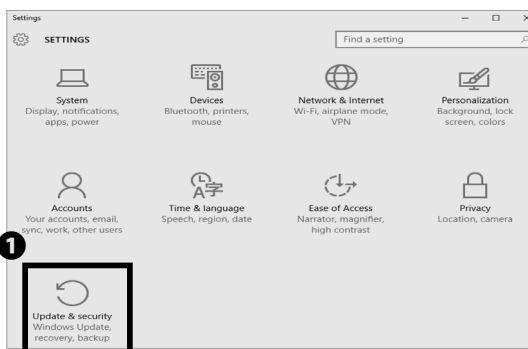 Settings
SETTINGS
Find a setting
System
Display, notifications,
apps, power
Devices
Bluetooth, printers,
mouse
Network & Internet
Wi-Fi, airplane mode,
VPN
Personalization
Background, lock
screen, colors
Accounts
Your accounts, email,
sync, work, other users
Time & language
Speech, region, date
Ease of Access
Narrator, magnifier,
high contrast
Privacy
Location, camera
1
Update & security
Windows Update,
recovery, backup